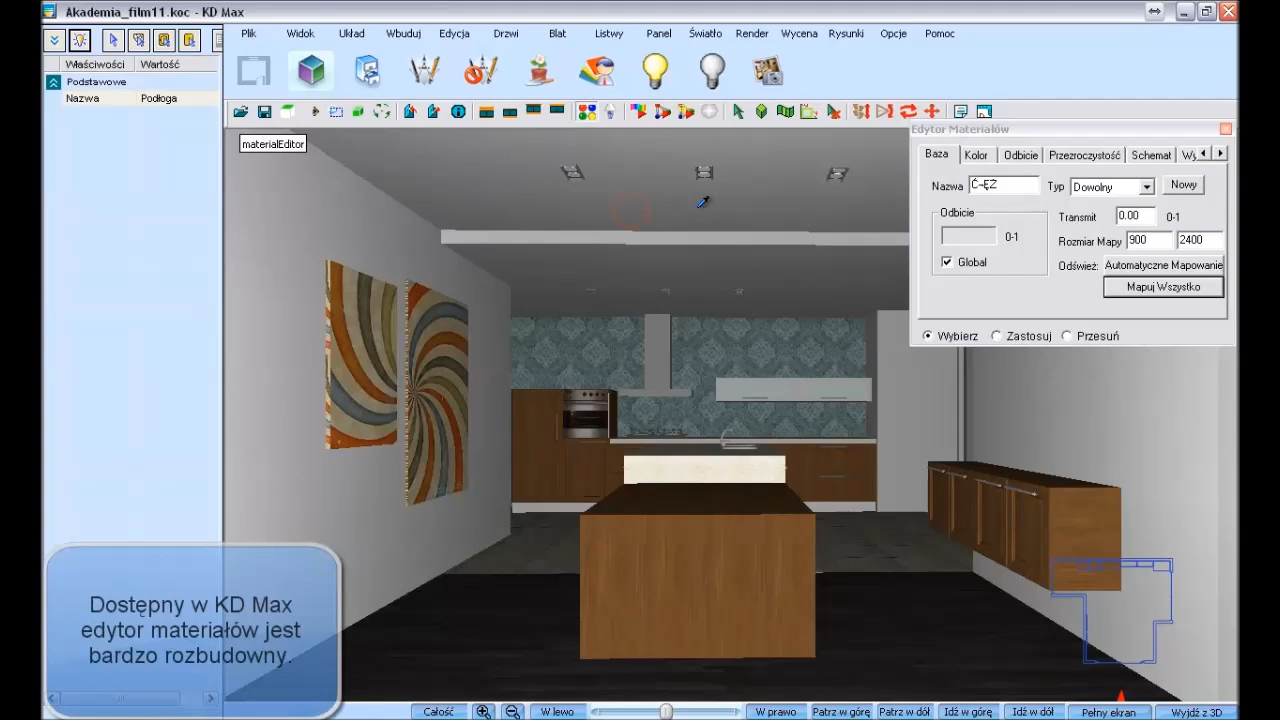 Akademia_film11.koc - KD Max
Plik Widok Układ Wbuduj Edycja Drzwi Blat Listwy Panel Światło Render Wycena Rysunki Opcje Pomoc
Właściwości Wartość
Podstawowe
Nazwa Podłoga
materialEditor
Edytor Materiałów
Baza Kolor Odbicie Przezroczystość Schemat
Nazwa Typ Dowolny Nowy
Odbicie Transmit 0.00 0-1
0-1 Rozmiar Mapy 900 2400
Global Odśwież: Automatyczne Mapowanie
Mapuj Wszystko
Wybierz Zastosuj Przesuń
Dostępny w KD Max
edytor materiałów jest
bardzo rozbudowny.
Całość W lewo W prawo Patrz w górę Patrz w dół Idź w górę Idź w dół Pełny ekran Wyjdź z 3D